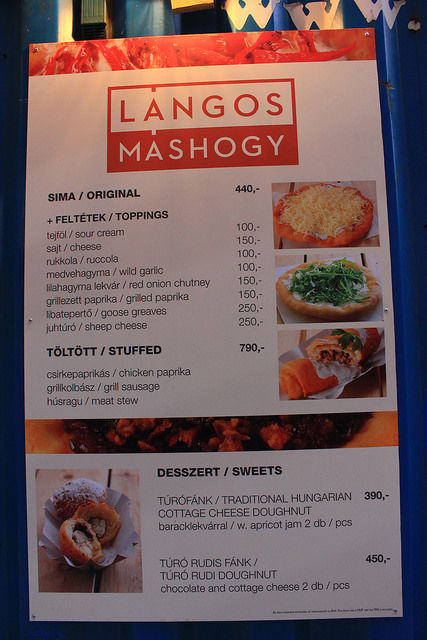 LÁNGOS
MÁSHOGY
SIMA / ORIGINAL 440,-
+ FELTÉTEK / TOPPINGS
tejföl / sour cream 100,-
sajt / cheese 150,-
rukkola / ruccola 100,-
medvehagyma / wild garlic 100,-
lilahagyma lekvár / red onion chutney 150,-
grillezett paprika / grilled paprika 150,-
libatepertő / goose greaves 250,-
juhtúró / sheep cheese 250,-
TÖLTÖTT / STUFFED 790,-
csirkepaprikás / chicken paprika
grillkolbász / grill sausage
húsragu / meat stew
DESSZERT / SWEETS
TÚRÓFÁNK / TRADITIONAL HUNGARIAN 390,-
COTTAGE CHEESE DOUGHNUT
baracklekvárral / w. apricot jam 2 db / pcs
TÚRÓ RUDIS FÁNK / 450,-
TÚRÓ RUDI DOUGHNUT
chocolate and cottage cheese 2 db / pcs